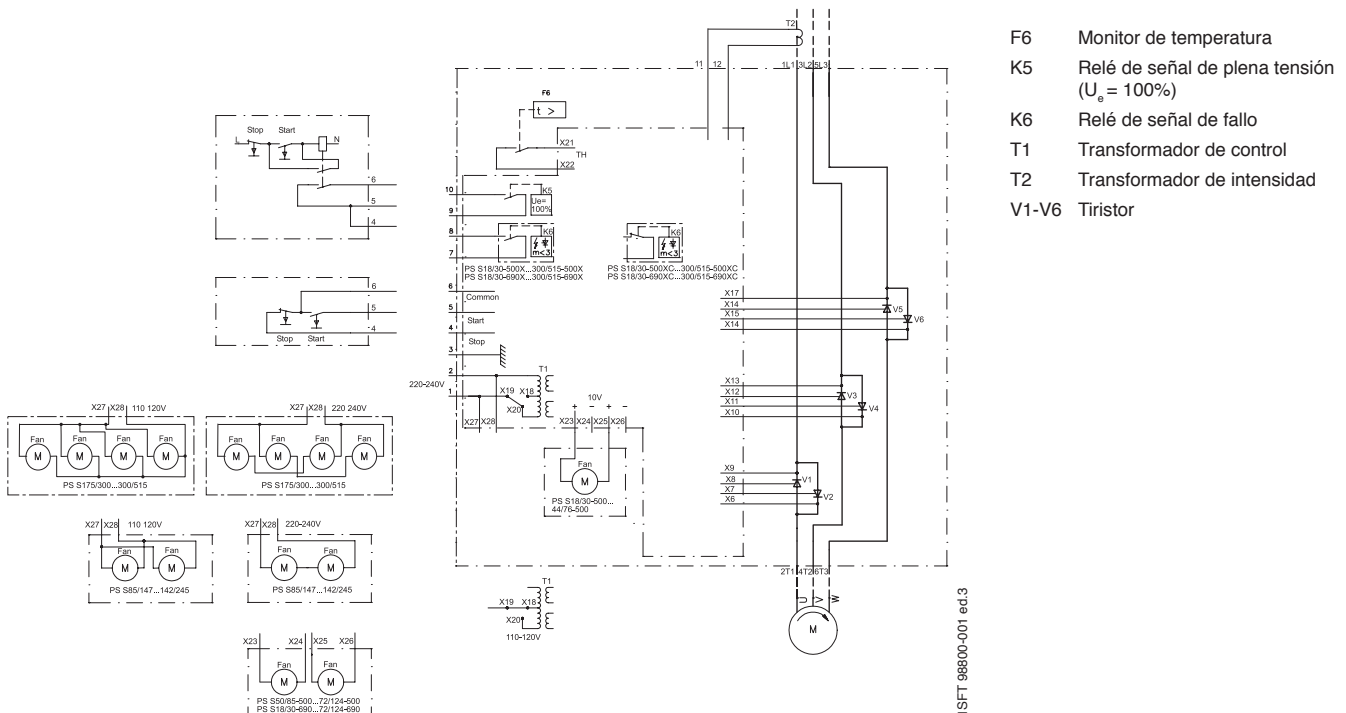 T2
11 12 1L1 3L2 5L3
F6
t >
X21
TH
X22
Stop Start
L N
6
5
4
10
K5
Ue=
100%
9
8
K6
m<3
7
PS S18/30-500X...300/515-500X
PS S18/30-690X...300/515-690X
K6
m<3
PS S18/30-500XC...300/515-500XC
PS S18/30-690XC...300/515-690XC
6
5
4
Stop Start
6
Common
5
Start
4
Stop
3
2
220-240V
1
X19 X18
X20
T1
X27 X28
10V
+ - + -
X23 X24 X25 X26
Fan
M
PS S18/30-500...
44/76-500
X17
X14
X15
X14
V5
V6
X13
X12
X11
X10
V3
V4
X9
X8
X7
X6
V1
V2
2T1 4T2 6T3
U V W
M
X27 X28 110 120V
Fan Fan Fan Fan
M M M M
PS S175/300...300/515
X27 X28 220 240V
Fan Fan Fan Fan
M M M M
PS S175/300...300/515
X27 X28 110 120V
Fan Fan
M M
PS S85/147...142/245
X27 X28 220-240V
Fan Fan
M M
PS S85/147...142/245
X23 X24 X25 X26
Fan Fan
M M
PS S50/85-500...72/124-500
PS S18/30-690...72/124-690
T1
X19 X18
X20
110-120V
ISFT 98800-001 ed.3
F6 Monitor de temperatura
K5 Relé de señal de plena tensión
(Ue = 100%)
K6 Relé de señal de fallo
T1 Transformador de control
T2 Transformador de intensidad
V1-V6 Tiristor